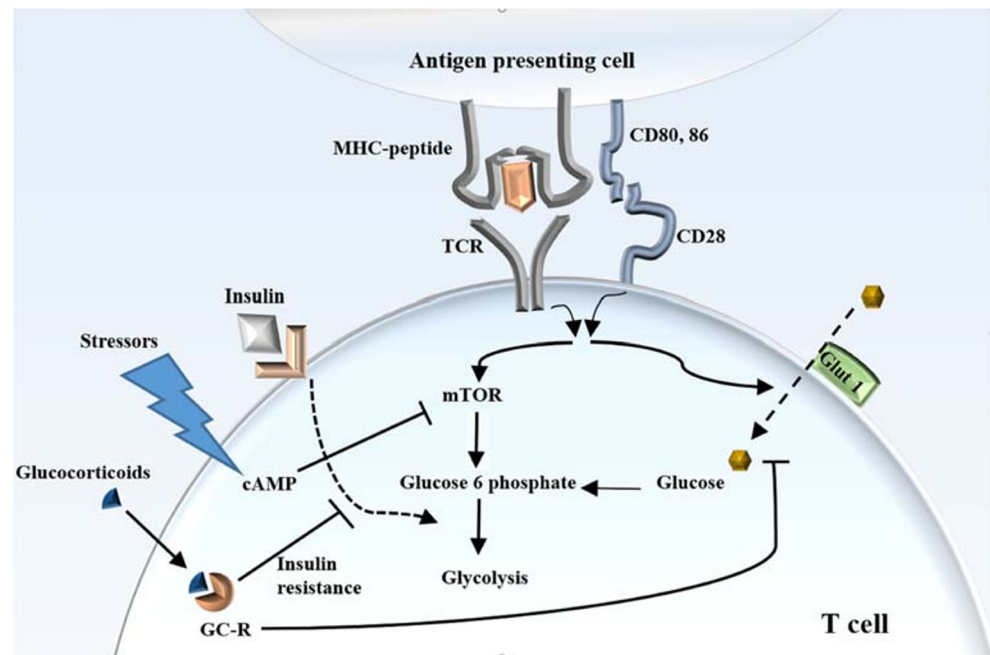 Antigen presenting cell
MHC-peptide
CD80, 86
TCR
CD28
Insulin
Stressors
Glut 1
mTOR
Glucocorticoids
cAMP
Glucose 6 phosphate
Glucose
Insulin
resistance
Glycolysis
GC-R
T cell